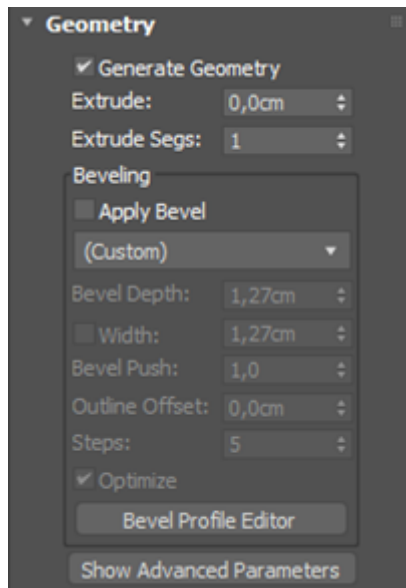 Geometry
Generate Geometry
Extrude: 0,0cm
Extrude Segs: 1
Beveling
Apply Bevel
(Custom)
Bevel Depth: 1,27cm
Width: 1,27cm
Bevel Push: 1,0
Outline Offset: 0,0cm
Steps: 5
Optimize
Bevel Profile Editor
Show Advanced Parameters